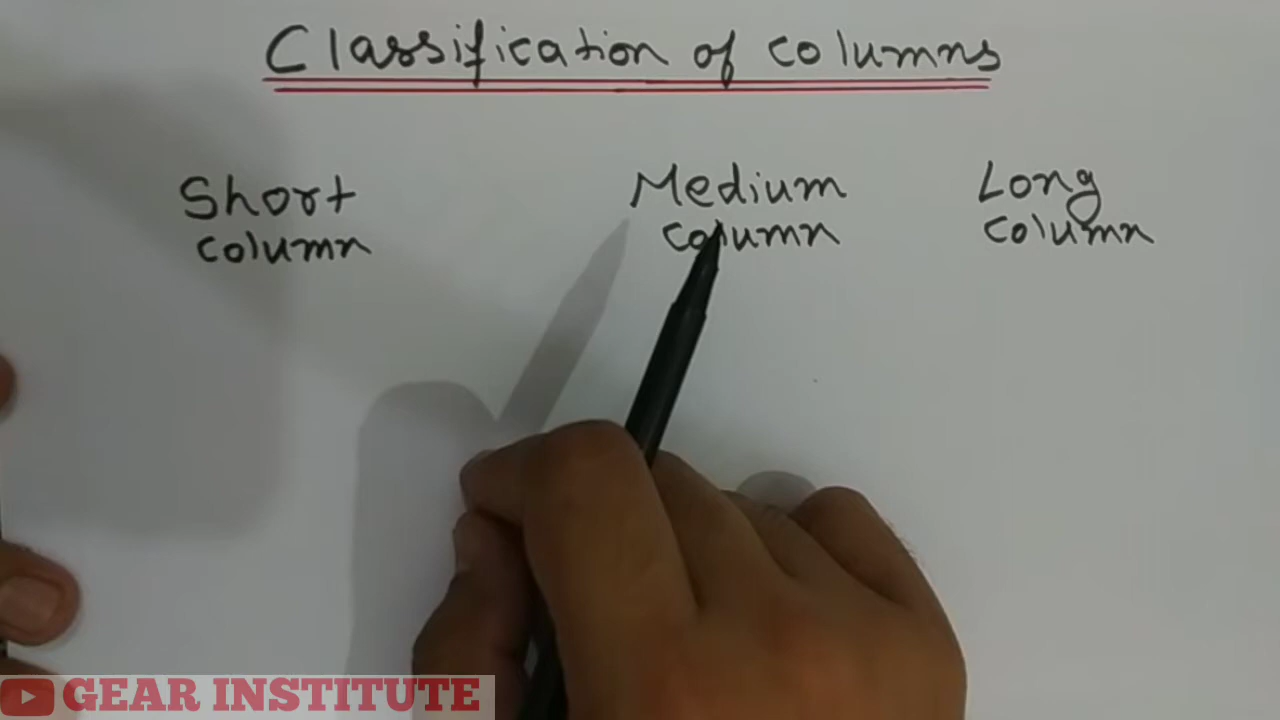 Classification of columns
Short
column
Medium
column
Long
column
GEAR INSTITUTE